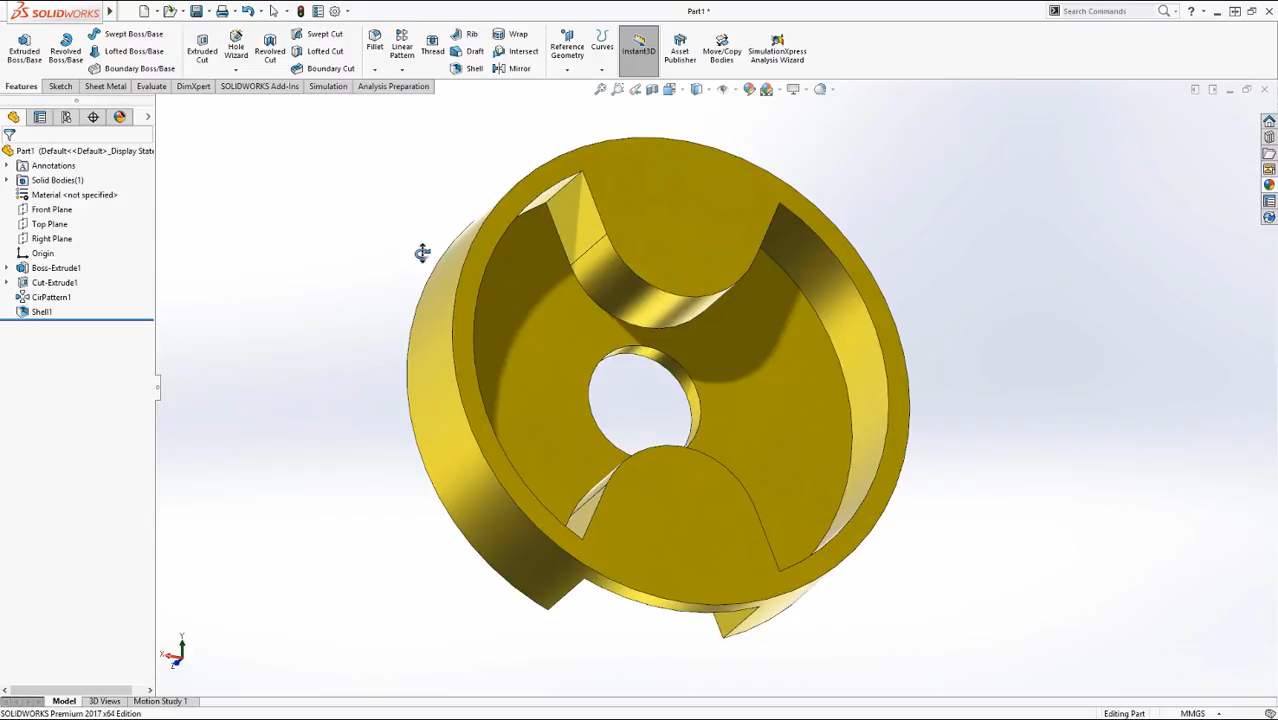 SOLIDWORKS
Part1 *
Search Commands
?
Extruded Boss/Base
Revolved Boss/Base
Swept Boss/Base
Lofted Boss/Base
Boundary Boss/Base
Extruded Cut
Hole Wizard
Revolved Cut
Swept Cut
Lofted Cut
Boundary Cut
Fillet
Linear Pattern
Thread
Rib
Draft
Shell
Wrap
Intersect
Mirror
Reference Geometry
Curves
Instant3D
Asset Publisher
Move/Copy Bodies
SimulationXpress Analysis Wizard
Features Sketch Sheet Metal Evaluate DimXpert SOLIDWORKS Add-Ins Simulation Analysis Preparation
Part1 (Default<<Default>_Display State
Annotations
Solid Bodies(1)
Material <not specified>
Front Plane
Top Plane
Right Plane
Origin
Boss-Extrude1
Cut-Extrude1
CirPattern1
Shell1
Y
X
Z
Model 3D Views Motion Study 1
SOLIDWORKS Premium 2017 x64 Edition
Editing Part
MMGS